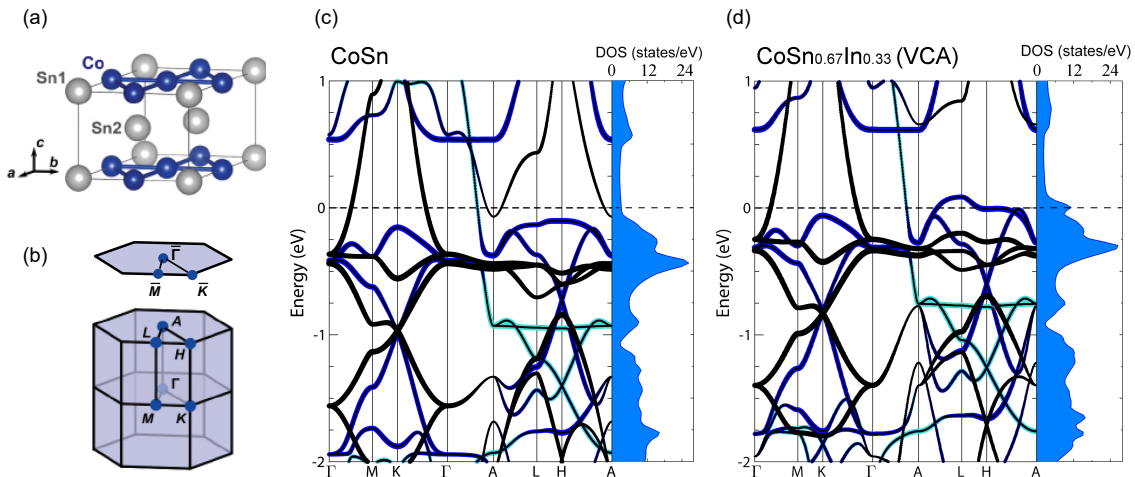 (a)
Co
Sn1
Sn2
c
b
a
(b)
Γ̅
M̅
K̅
A
L
H
Γ
M
K
(c)
CoSn
DOS (states/eV)
0 12 24
Energy (eV)
1
0
-1
-2
Γ M K Γ A L H A
(d)
CoSn0.67In0.33 (VCA)
DOS (states/eV)
0 12 24
Energy (eV)
1
0
-1
-2
Γ M K Γ A L H A